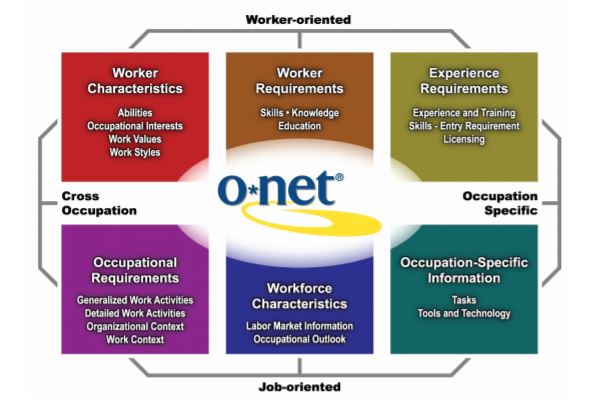 Worker-oriented
Worker
Characteristics
Abilities
Occupational Interests
Work Values
Work Styles
Worker
Requirements
Skills • Knowledge
Education
Experience
Requirements
Experience and Training
Skills - Entry Requirement
Licensing
Cross
Occupation
o*net®
Occupation
Specific
Occupational
Requirements
Generalized Work Activities
Detailed Work Activities
Organizational Context
Work Context
Workforce
Characteristics
Labor Market Information
Occupational Outlook
Occupation-Specific
Information
Tasks
Tools and Technology
Job-oriented